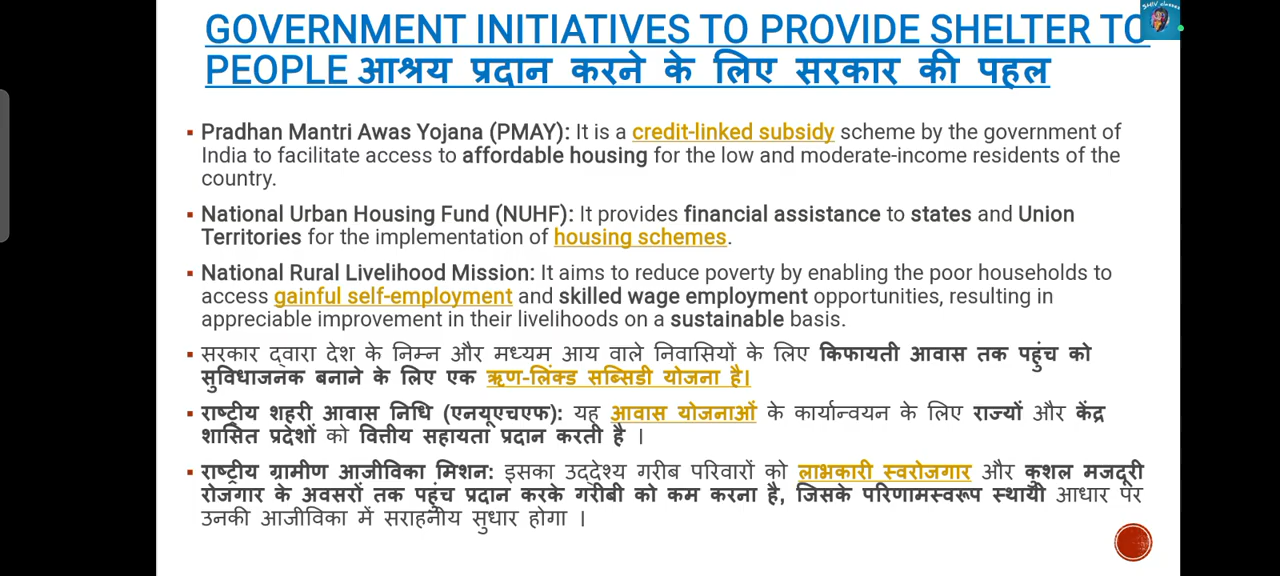 GOVERNMENT INITIATIVES TO PROVIDE SHELTER TO
PEOPLE आश्रय प्रदान करने के लिए सरकार की पहल
▪ Pradhan Mantri Awas Yojana (PMAY): It is a credit-linked subsidy scheme by the government of
India to facilitate access to affordable housing for the low and moderate-income residents of the
country.
▪ National Urban Housing Fund (NUHF): It provides financial assistance to states and Union
Territories for the implementation of housing schemes.
▪ National Rural Livelihood Mission: It aims to reduce poverty by enabling the poor households to
access gainful self-employment and skilled wage employment opportunities, resulting in
appreciable improvement in their livelihoods on a sustainable basis.
▪ सरकार द्वारा देश के निम्न और मध्यम आय वाले निवासियों के लिए किफायती आवास तक पहुंच को
सुविधाजनक बनाने के लिए एक ऋण-लिंक्ड सब्सिडी योजना है।
▪ राष्ट्रीय शहरी आवास निधि (एनयूएचएफ): यह आवास योजनाओं के कार्यान्वयन के लिए राज्यों और केंद्र
शासित प्रदेशों को वित्तीय सहायता प्रदान करती है ।
▪ राष्ट्रीय ग्रामीण आजीविका मिशन: इसका उद्देश्य गरीब परिवारों को लाभकारी स्वरोजगार और कुशल मजदूरी
रोजगार के अवसरों तक पहुंच प्रदान करके गरीबी को कम करना है, जिसके परिणामस्वरूप स्थायी आधार पर
उनकी आजीविका में सराहनीय सुधार होगा ।